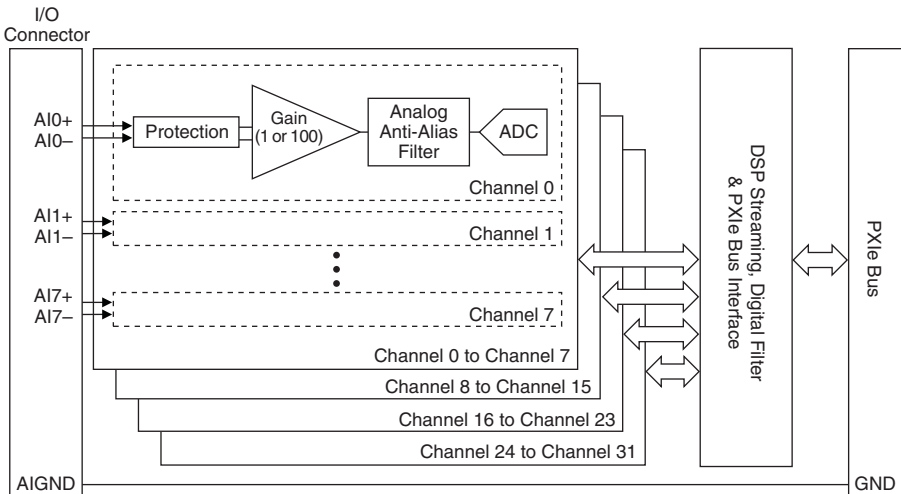 I/O
Connector
AI0+
AI0–
Protection
Gain
(1 or 100)
Analog
Anti-Alias
Filter
ADC
Channel 0
AI1+
AI1–
Channel 1
AI7+
AI7–
Channel 7
Channel 0 to Channel 7
Channel 8 to Channel 15
Channel 16 to Channel 23
Channel 24 to Channel 31
DSP Streaming, Digital Filter
& PXIe Bus Interface
PXIe Bus
AIGND
GND